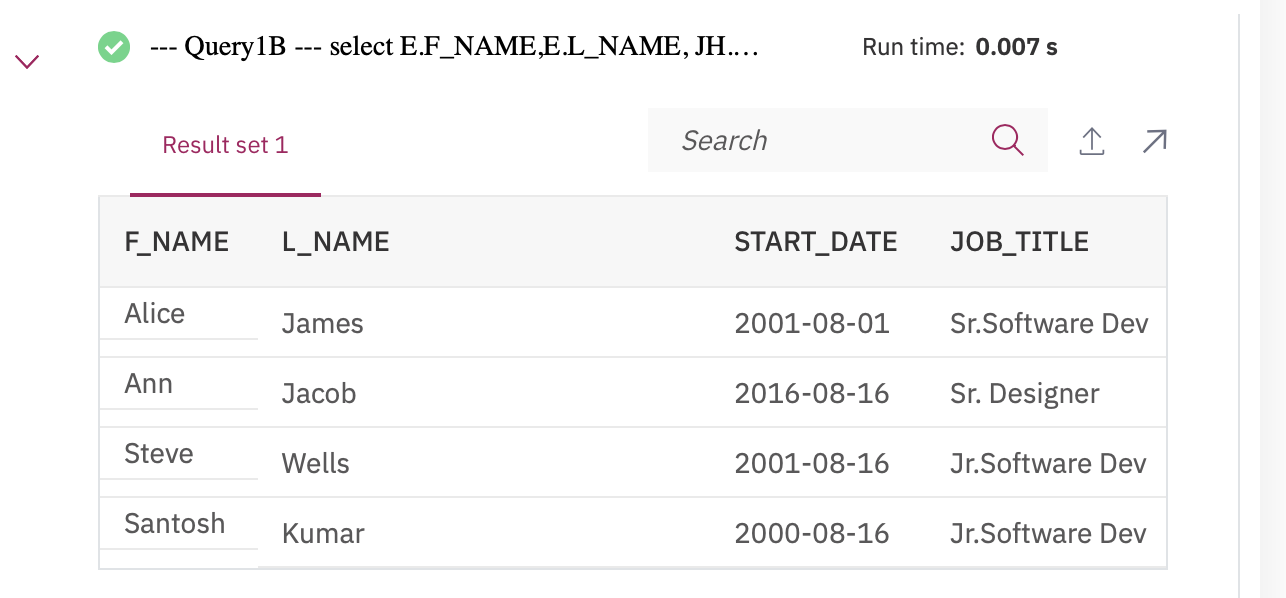 --- Query1B --- select E.F_NAME,E.L_NAME, JH.... Run time: 0.007 s
Result set 1 Search
F_NAME L_NAME START_DATE JOB_TITLE
Alice James 2001-08-01 Sr.Software Dev
Ann Jacob 2016-08-16 Sr. Designer
Steve Wells 2001-08-16 Jr.Software Dev
Santosh Kumar 2000-08-16 Jr.Software Dev